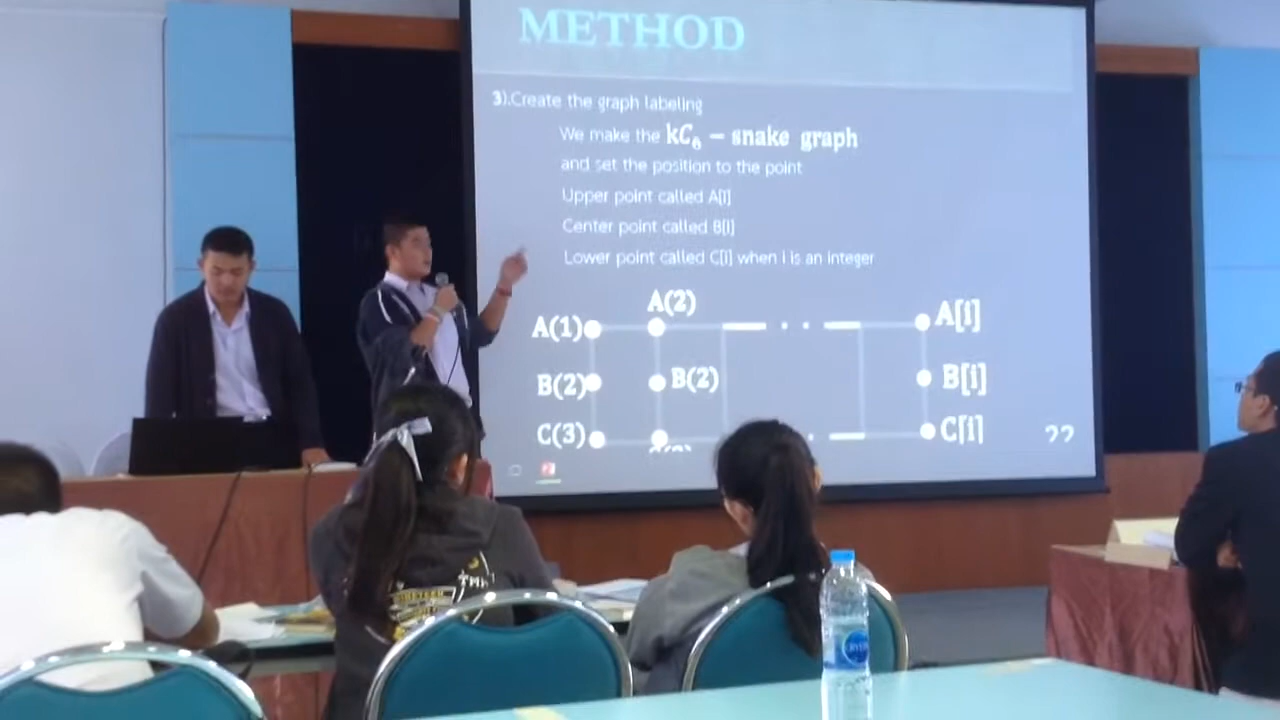 METHOD
3).Create the graph labeling
We make the kC₆ – snake graph
and set the position to the point
Upper point called A[i]
Center point called B[i]
Lower point called C[i] when i is an integer
A(1) A(2) A[i]
B(2) B(2) B[i]
C(3) C[i]
22